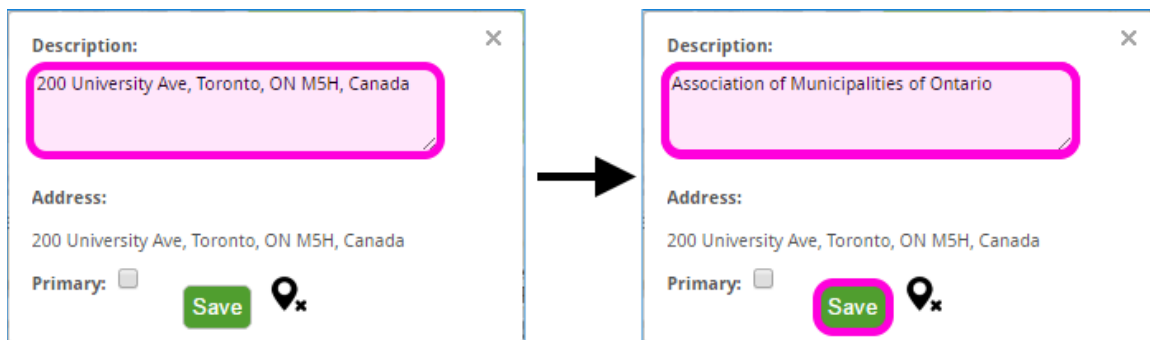 Description:
200 University Ave, Toronto, ON M5H, Canada
Address:
200 University Ave, Toronto, ON M5H, Canada
Primary:
Save
Description:
Association of Municipalities of Ontario
Address:
200 University Ave, Toronto, ON M5H, Canada
Primary:
Save